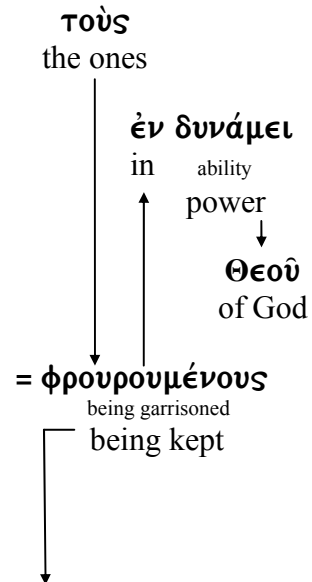 τοὺς
the ones
ἐν δυνάμει
in ability
power
Θεοῦ
of God
= φρουρουμένους
being garrisoned
being kept